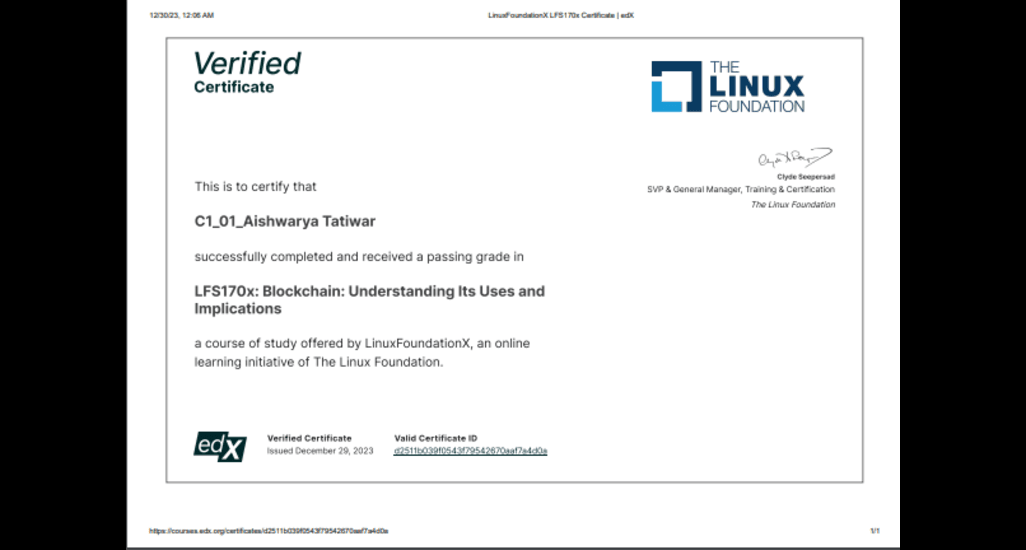 12/30/23, 12:06 AM
LinuxFoundationX LFS170x Certificate | edX
Verified
Certificate
THE
LINUX
FOUNDATION
Clyde Seepersad
SVP & General Manager, Training & Certification
The Linux Foundation
This is to certify that
C1_01_Aishwarya Tatiwar
successfully completed and received a passing grade in
LFS170x: Blockchain: Understanding Its Uses and
Implications
a course of study offered by LinuxFoundationX, an online
learning initiative of The Linux Foundation.
edX
Verified Certificate
Issued December 29, 2023
Valid Certificate ID
d2511b039f0543f79542670aaf7a4d0a
https://courses.edx.org/certificates/d2511b039f0543f79542670aaf7a4d0a
1/1